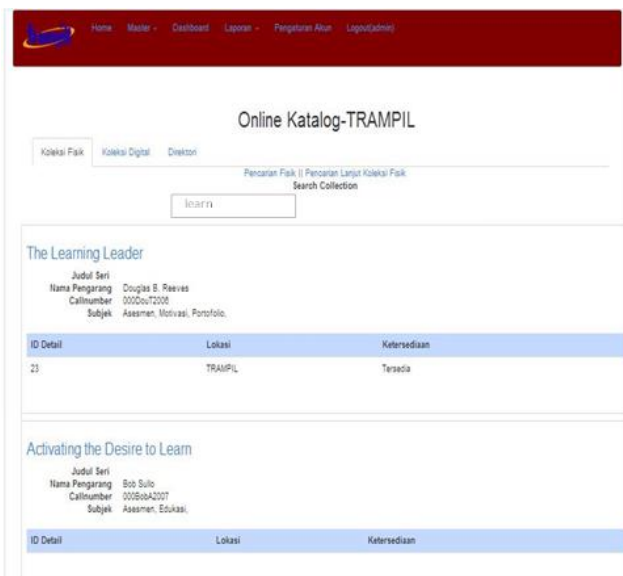 Home Master Dashboard Laporan Pengaturan Akun Logout(admin)
Online Katalog-TRAMPIL
Koleksi Fisik Koleksi Digital Direktori
Pencarian Fisik || Pencarian Lanjut Koleksi Fisik
Search Collection
learn
The Learning Leader
Judul Seri
Nama Pengarang Douglas B. Reeves
Callnumber 000DouT2006
Subjek Asesmen, Motivasi, Portofolio,
ID Detail Lokasi Ketersediaan
23 TRAMPIL Tersedia
Activating the Desire to Learn
Judul Seri
Nama Pengarang Bob Sullo
Callnumber 000BobA2007
Subjek Asesmen, Edukasi,
ID Detail Lokasi Ketersediaan